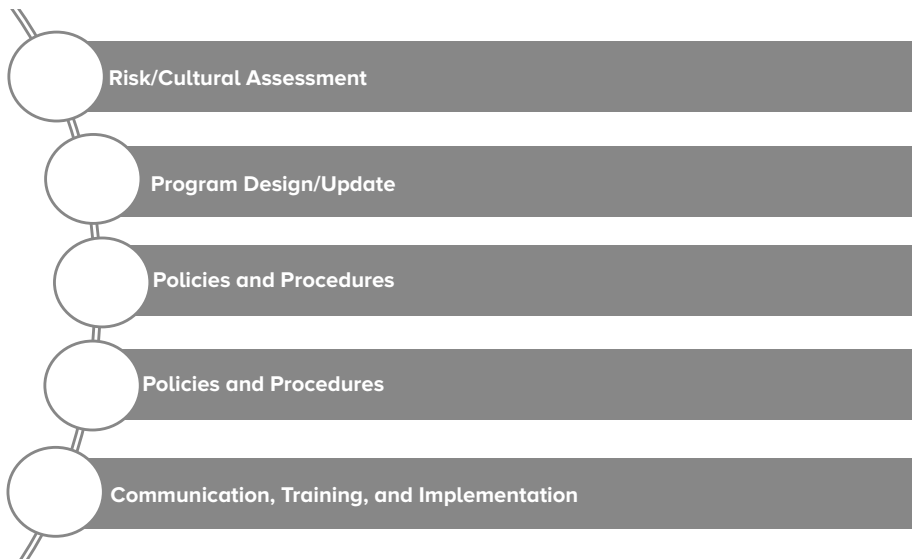 Risk/Cultural Assessment
Program Design/Update
Policies and Procedures
Policies and Procedures
Communication, Training, and Implementation